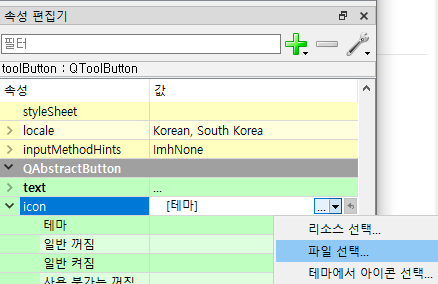 속성 편집기
필터
toolButton : QToolButton
속성 값
styleSheet
locale Korean, South Korea
inputMethodHints ImhNone
QAbstractButton
text ...
icon [테마] ...
테마
리소스 선택...
일반 꺼짐
파일 선택...
일반 켜짐
테마에서 아이콘 선택...
사용 불가능 꺼짐